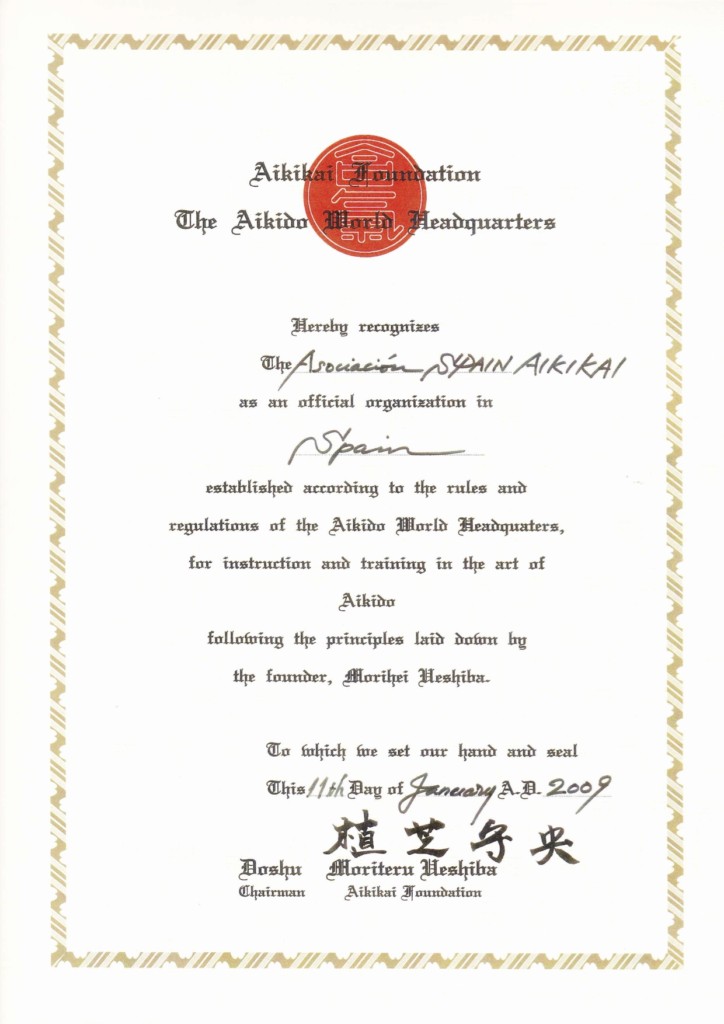 Aikikai Foundation
The Aikido World Headquarters
Hereby recognizes
The Asociación SPAIN AIKIKAI
as an official organization in
Spain
established according to the rules and
regulations of the Aikido World Headquaters,
for instruction and training in the art of
Aikido
following the principles laid down by
the founder, Morihei Ueshiba.
To which we set our hand and seal
This 11th Day of January A.D. 2009
植芝守央
Doshu Moriteru Ueshiba
Chairman Aikikai Foundation